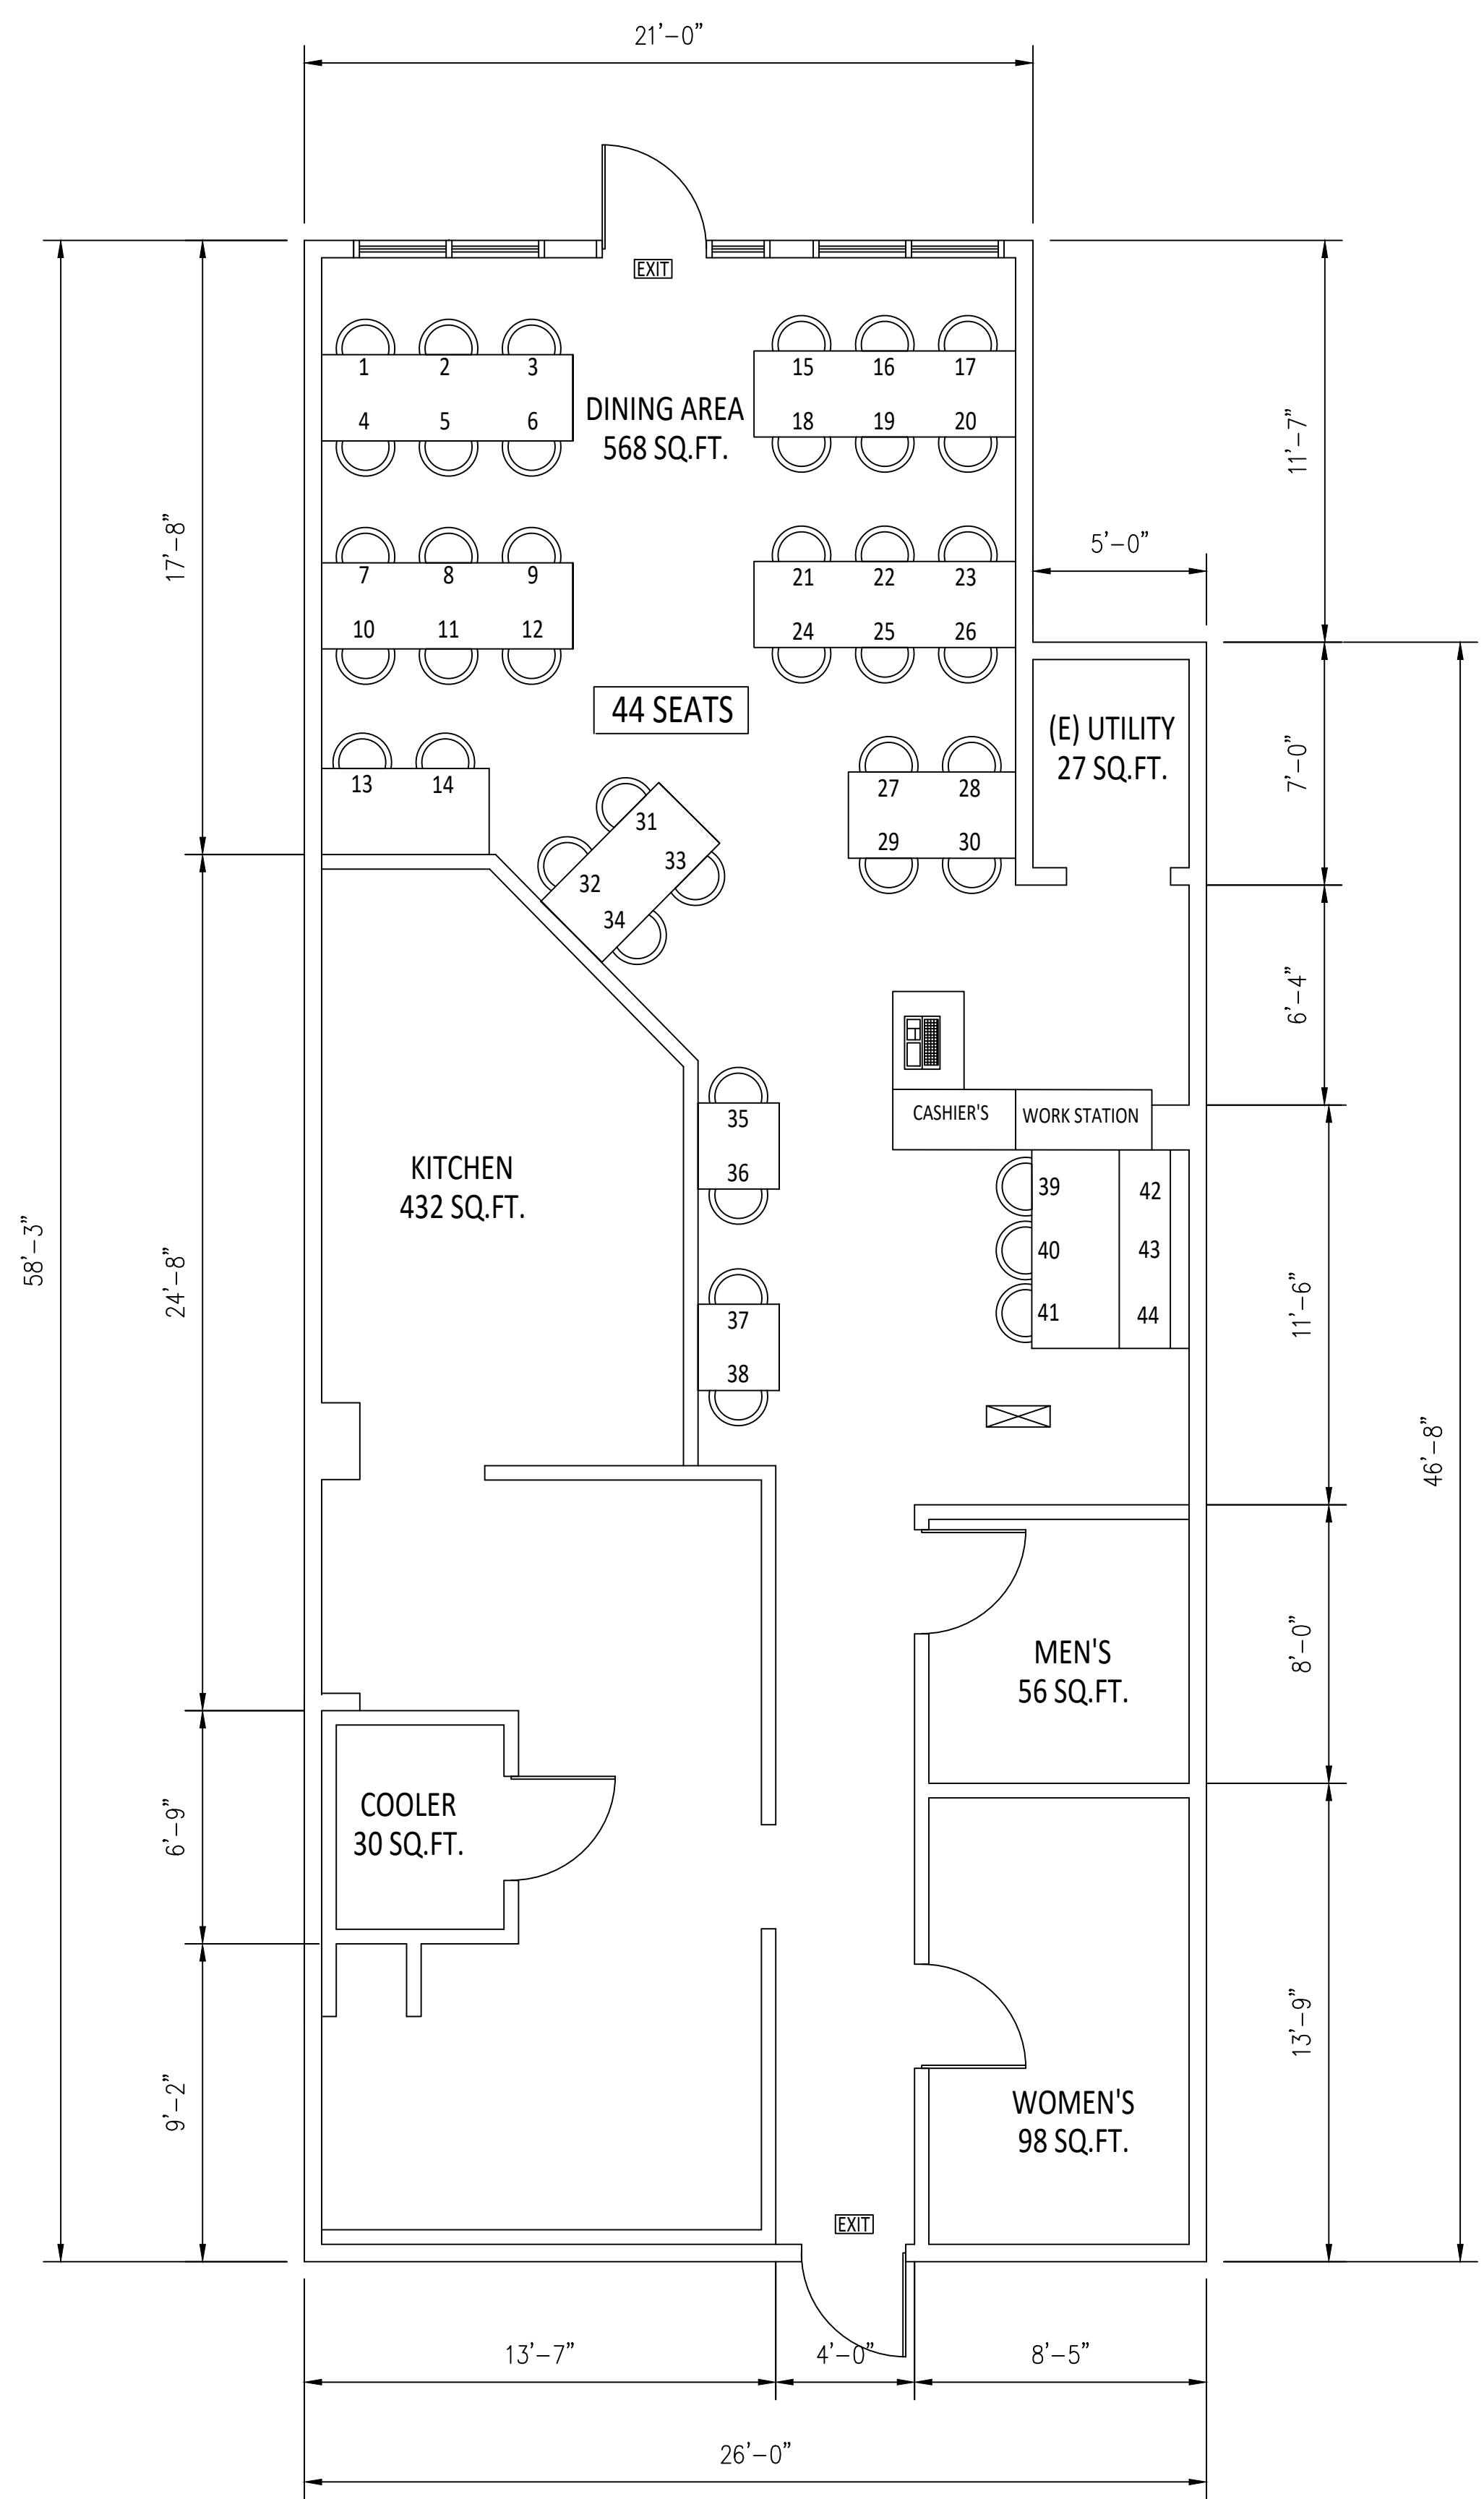 21'-0"
EXIT
1 2 3
4 5 6
15 16 17
18 19 20
DINING AREA
568 SQ.FT.
11'-7"
17'-8"
5'-0"
7 8 9
10 11 12
21 22 23
24 25 26
44 SEATS
(E) UTILITY
27 SQ.FT.
7'-0"
13 14
27 28
29 30
31
33
32
34
6'-4"
CASHIER'S
WORK STATION
35
36
KITCHEN
432 SQ.FT.
39 42
40 43
41 44
58'-3"
24'-8"
11'-6"
37
38
46'-8"
MEN'S
56 SQ.FT.
8'-0"
COOLER
30 SQ.FT.
6'-9"
13'-9"
9'-2"
WOMEN'S
98 SQ.FT.
EXIT
13'-7" 4'-0" 8'-5"
26'-0"